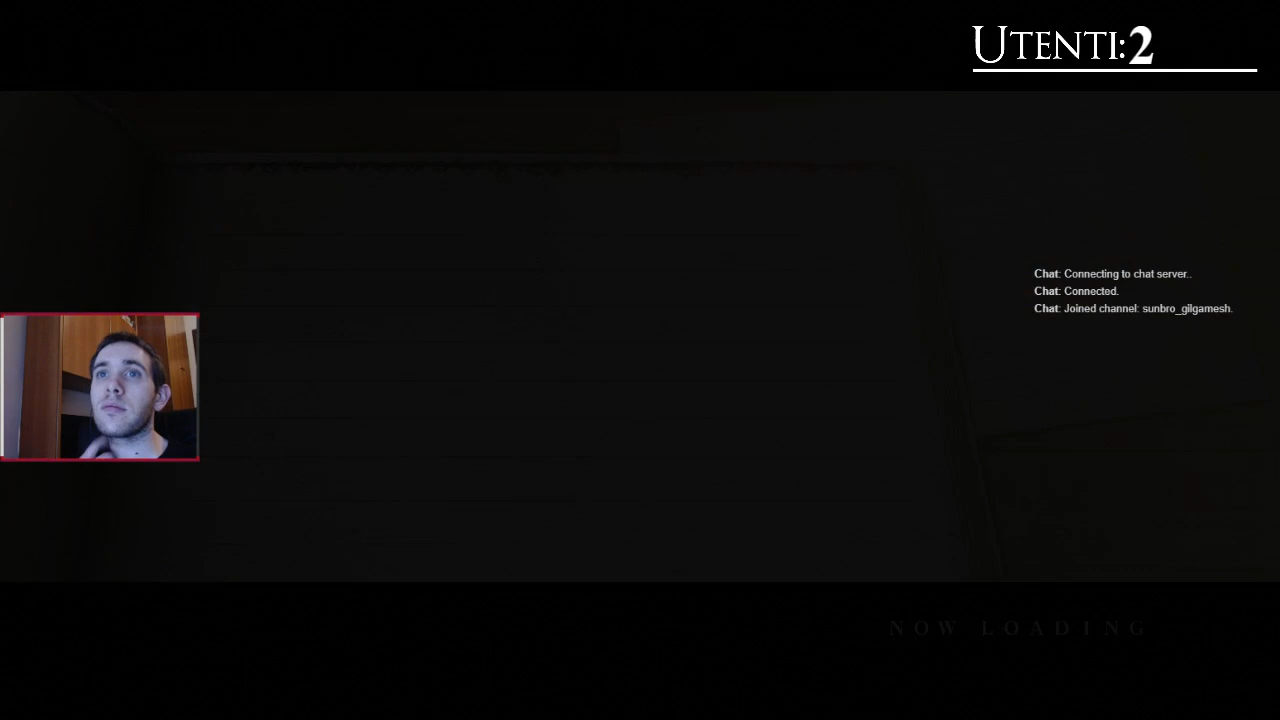 UTENTI:2
Chat: Connecting to chat server..
Chat: Connected.
Chat: Joined channel: sunbro_gilgamesh.
NOW LOADING